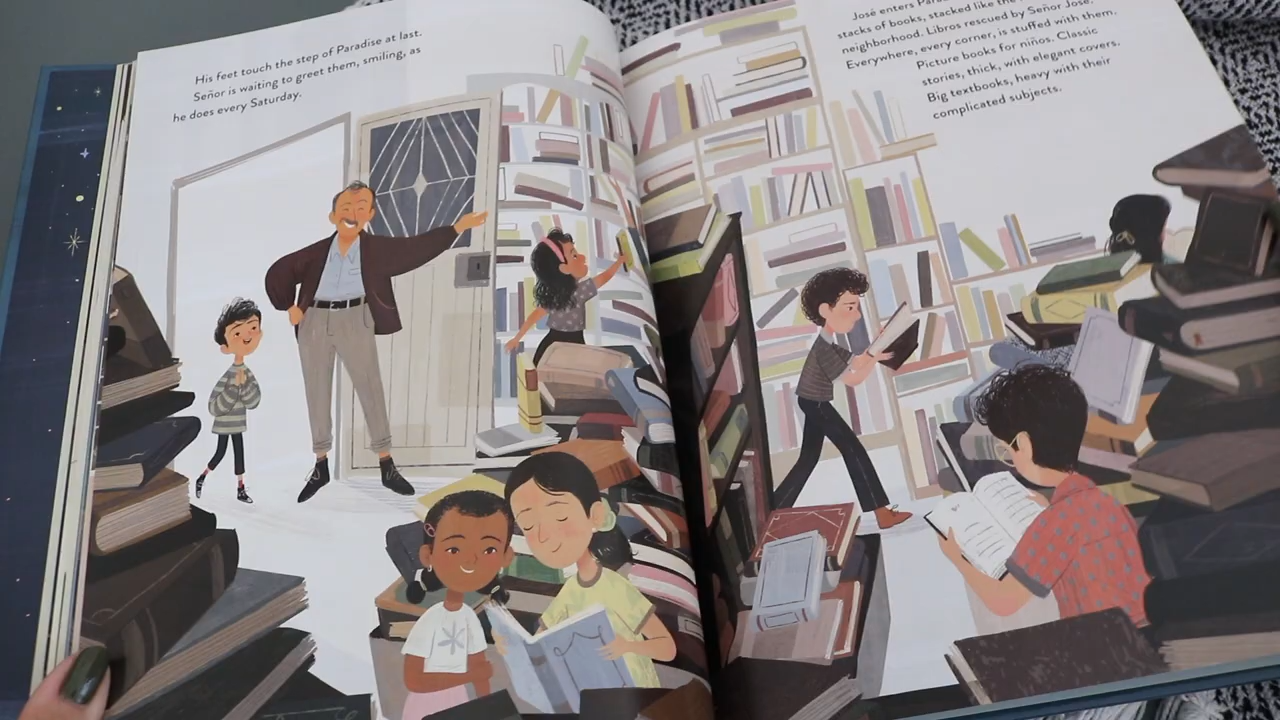 His feet touch the step of Paradise at last.
Señor is waiting to greet them, smiling, as
he does every Saturday.
José enters
stacks of books, stacked like the
neighborhood. Libros rescued by Señor José.
Everywhere, every corner, is stuffed with them.
Picture books for niños. Classic
stories, thick, with elegant covers.
Big textbooks, heavy with their
complicated subjects.